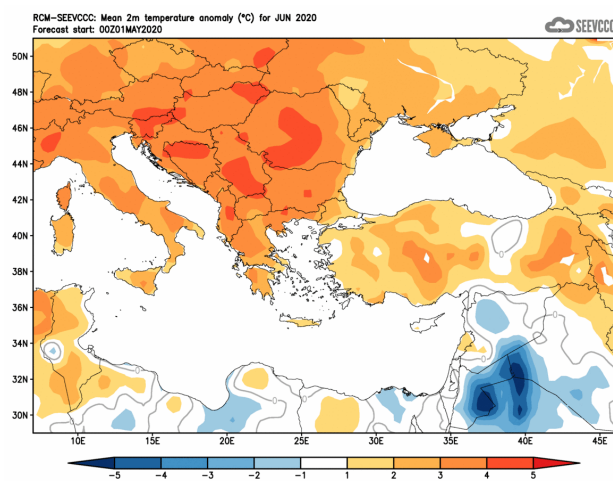 RCM-SEEVCCC: Mean 2m temperature anomaly (°C) for JUN 2020
Forecast start: 00Z01MAY2020
SEEVCCC
50N
48N
46N
44N
42N
40N
38N
36N
34N
32N
30N
10E 15E 20E 25E 30E 35E 40E 45E
-5 -4 -3 -2 -1 1 2 3 4 5